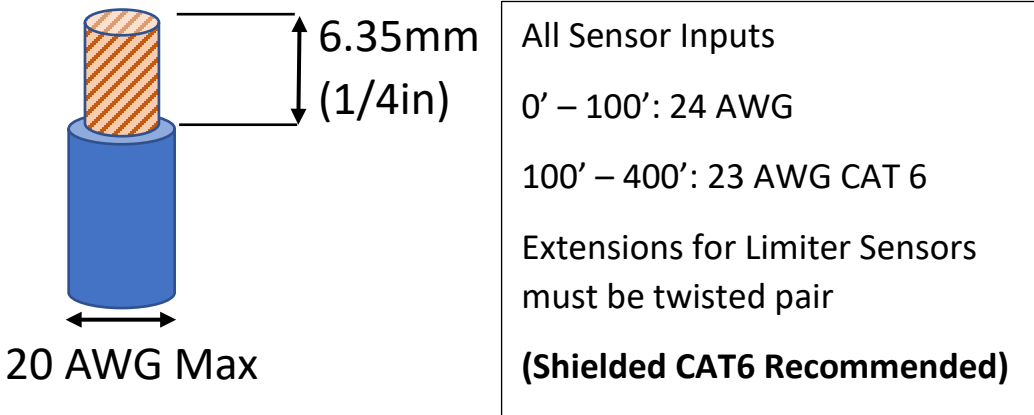 6.35mm
(1/4in)
20 AWG Max
All Sensor Inputs
0’ – 100’: 24 AWG
100’ – 400’: 23 AWG CAT 6
Extensions for Limiter Sensors
must be twisted pair
(Shielded CAT6 Recommended)